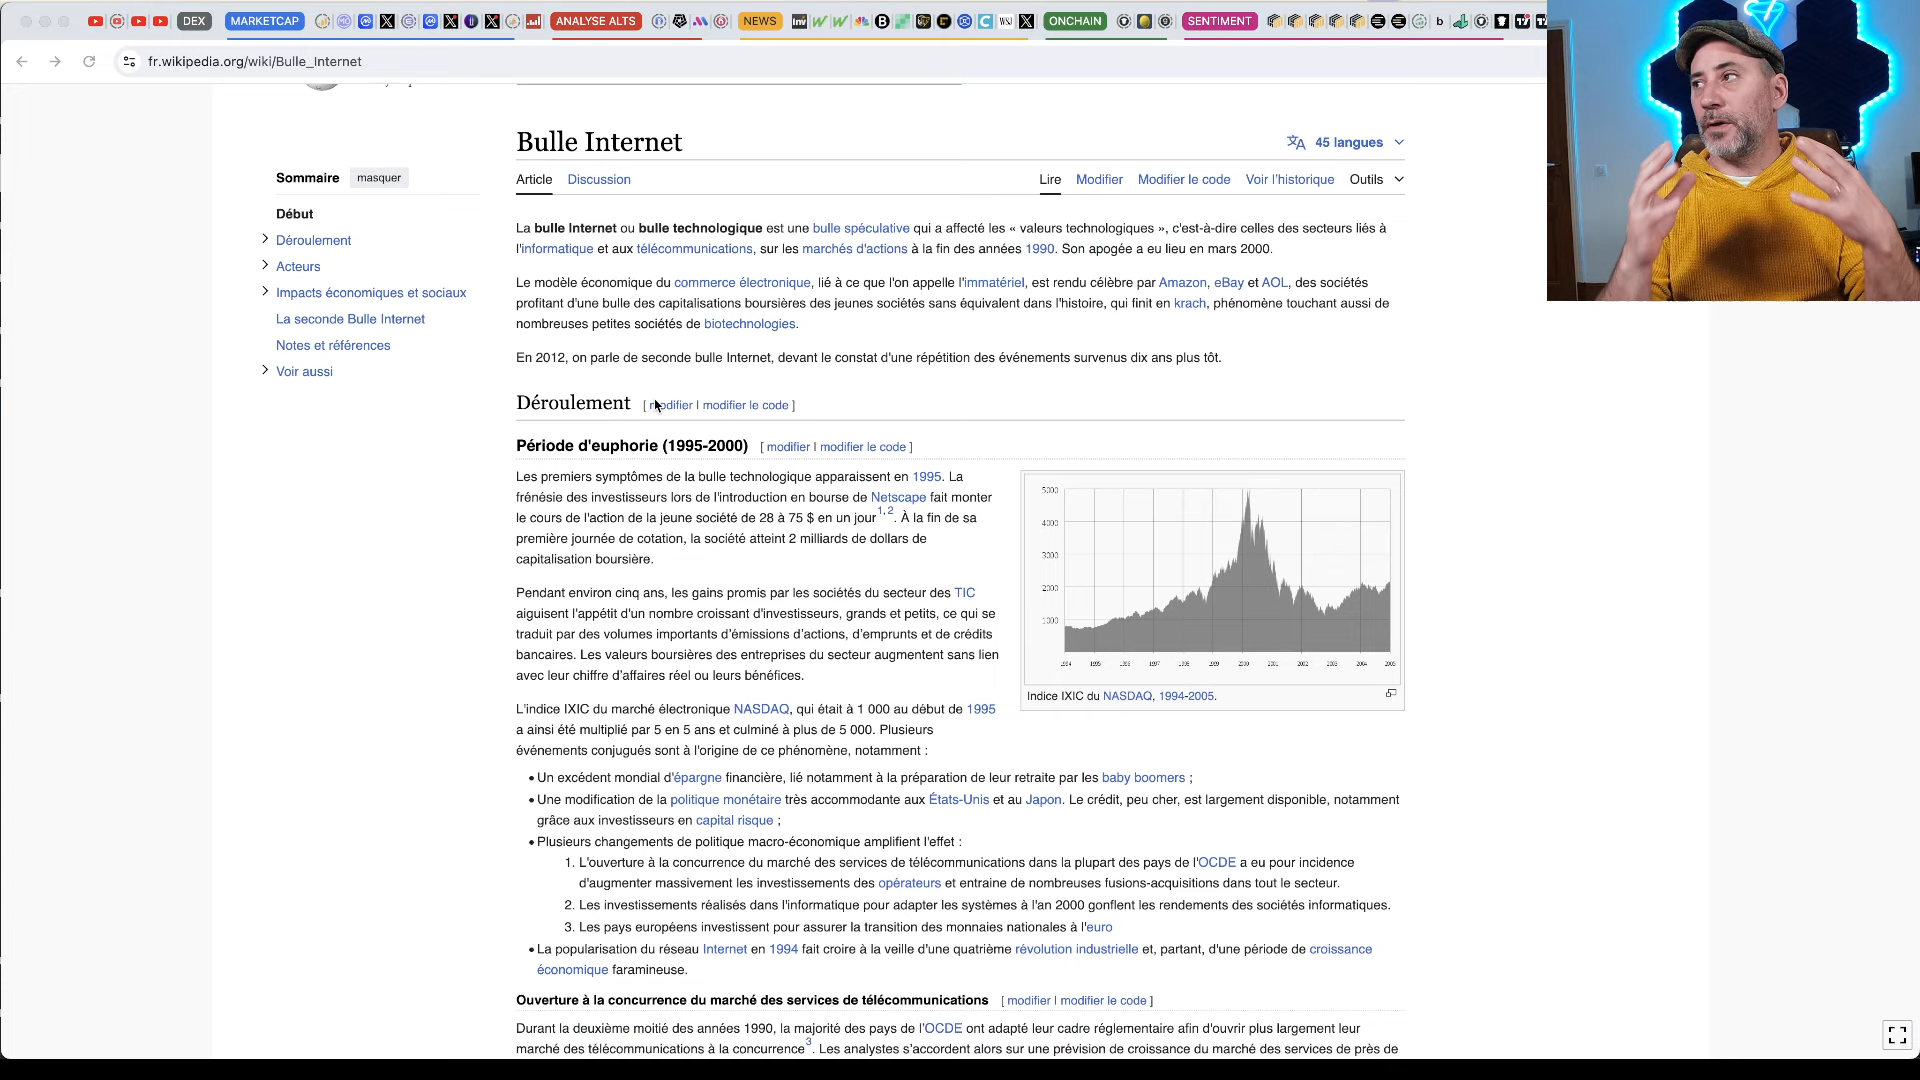 DEX MARKETCAP ANALYSE ALTS NEWS ONCHAIN SENTIMENT
fr.wikipedia.org/wiki/Bulle_Internet
Bulle Internet
45 langues
Sommaire masquer
Début
Déroulement
Acteurs
Impacts économiques et sociaux
La seconde Bulle Internet
Notes et références
Voir aussi
Article Discussion Lire Modifier Modifier le code Voir l'historique Outils
La bulle Internet ou bulle technologique est une bulle spéculative qui a affecté les « valeurs technologiques », c'est-à-dire celles des secteurs liés à
l'informatique et aux télécommunications, sur les marchés d'actions à la fin des années 1990. Son apogée a eu lieu en mars 2000.
Le modèle économique du commerce électronique, lié à ce que l'on appelle l'immatériel, est rendu célèbre par Amazon, eBay et AOL, des sociétés
profitant d'une bulle des capitalisations boursières des jeunes sociétés sans équivalent dans l'histoire, qui finit en krach, phénomène touchant aussi de
nombreuses petites sociétés de biotechnologies.
En 2012, on parle de seconde bulle Internet, devant le constat d'une répétition des événements survenus dix ans plus tôt.
Déroulement [ modifier | modifier le code ]
Période d'euphorie (1995-2000) [ modifier | modifier le code ]
Les premiers symptômes de la bulle technologique apparaissent en 1995. La
frénésie des investisseurs lors de l'introduction en bourse de Netscape fait monter
le cours de l'action de la jeune société de 28 à 75 $ en un jour1, 2. À la fin de sa
première journée de cotation, la société atteint 2 milliards de dollars de
capitalisation boursière.
Pendant environ cinq ans, les gains promis par les sociétés du secteur des TIC
aiguisent l'appétit d'un nombre croissant d'investisseurs, grands et petits, ce qui se
traduit par des volumes importants d'émissions d'actions, d'emprunts et de crédits
bancaires. Les valeurs boursières des entreprises du secteur augmentent sans lien
avec leur chiffre d'affaires réel ou leurs bénéfices.
5000
4000
3000
2000
1000
1994 1995 1996 1997 1998 1999 2000 2001 2002 2003 2004 2005
Indice IXIC du NASDAQ, 1994-2005.
L'indice IXIC du marché électronique NASDAQ, qui était à 1 000 au début de 1995
a ainsi été multiplié par 5 en 5 ans et culminé à plus de 5 000. Plusieurs
événements conjugués sont à l'origine de ce phénomène, notamment :
• Un excédent mondial d'épargne financière, lié notamment à la préparation de leur retraite par les baby boomers ;
• Une modification de la politique monétaire très accommodante aux États-Unis et au Japon. Le crédit, peu cher, est largement disponible, notamment
grâce aux investisseurs en capital risque ;
• Plusieurs changements de politique macro-économique amplifient l'effet :
1. L'ouverture à la concurrence du marché des services de télécommunications dans la plupart des pays de l'OCDE a eu pour incidence
d'augmenter massivement les investissements des opérateurs et entraine de nombreuses fusions-acquisitions dans tout le secteur.
2. Les investissements réalisés dans l'informatique pour adapter les systèmes à l'an 2000 gonflent les rendements des sociétés informatiques.
3. Les pays européens investissent pour assurer la transition des monnaies nationales à l'euro
• La popularisation du réseau Internet en 1994 fait croire à la veille d'une quatrième révolution industrielle et, partant, d'une période de croissance
économique faramineuse.
Ouverture à la concurrence du marché des services de télécommunications [ modifier | modifier le code ]
Durant la deuxième moitié des années 1990, la majorité des pays de l'OCDE ont adapté leur cadre réglementaire afin d'ouvrir plus largement leur
marché des télécommunications à la concurrence3. Les analystes s'accordent alors sur une prévision de croissance du marché des services de près de